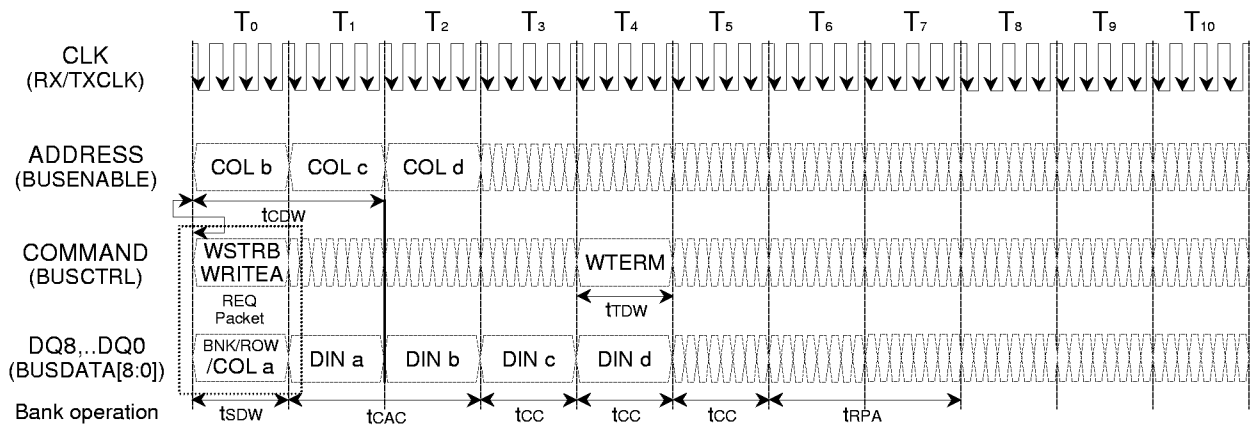 T0 T1 T2 T3 T4 T5 T6 T7 T8 T9 T10
CLK
(RX/TXCLK)
ADDRESS
(BUSENABLE)
COL b COL c COL d
tCDW
COMMAND
(BUSCTRL)
WSTRB
WRITEA
WTERM
REQ
Packet
tTDW
DQ8,..DQ0
(BUSDATA[8:0])
BNK/ROW
/COL a
DIN a DIN b DIN c DIN d
Bank operation tSDW tCAC tCC tCC tCC tRPA